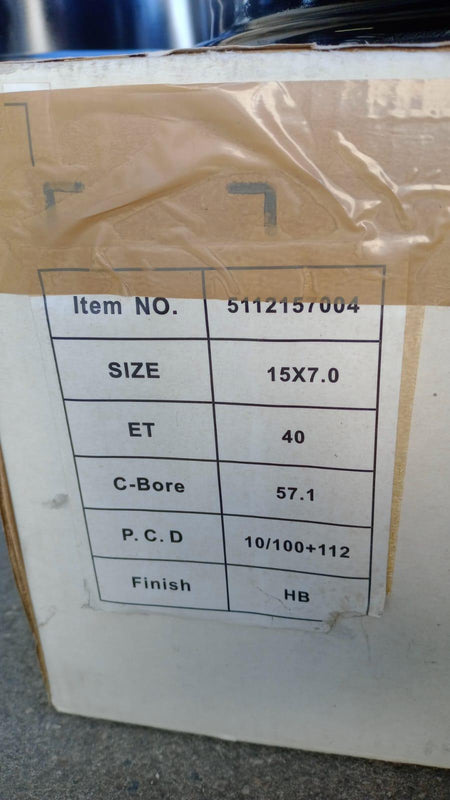 Item NO. 5112157004
SIZE 15X7.0
ET 40
C-Bore 57.1
P.C.D 10/100+112
Finish HB